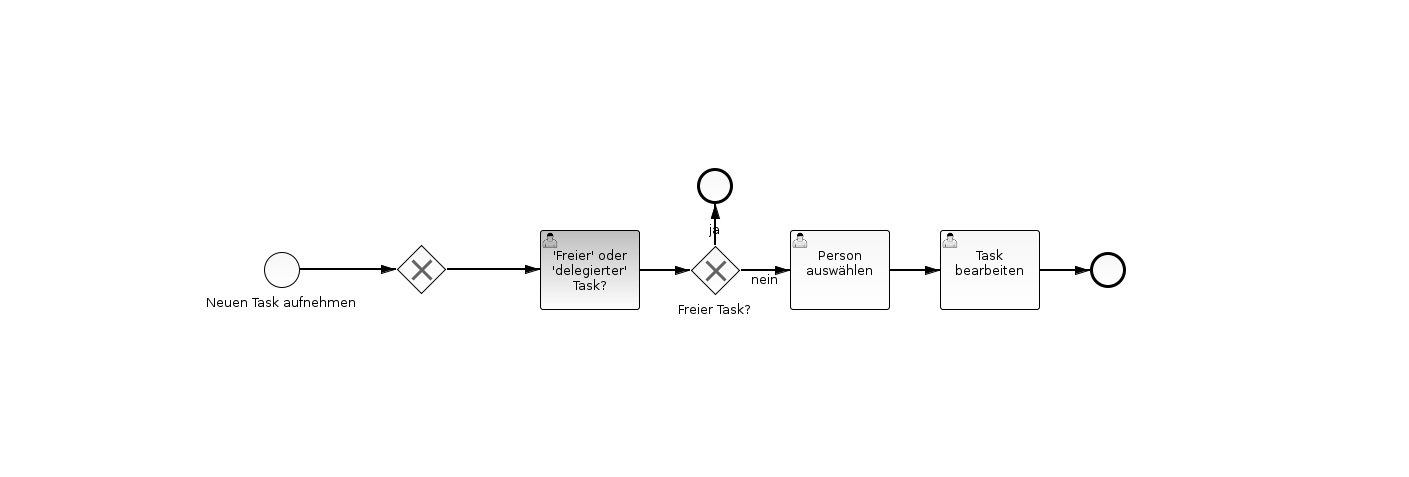 Neuen Task aufnehmen
'Freier' oder
'delegierter'
Task?
ja
Freier Task?
nein
Person
auswählen
Task
bearbeiten